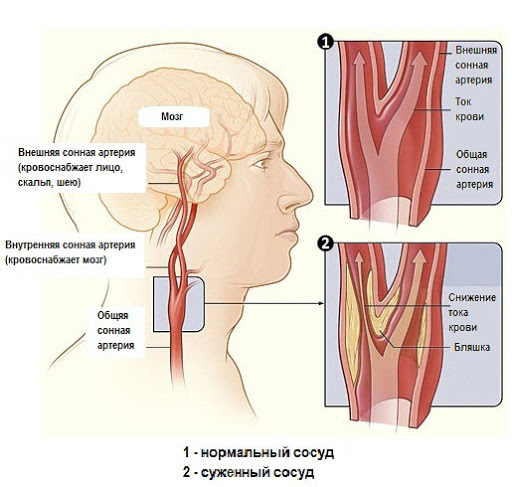 Мозг
Внешняя сонная артерия
(кровоснабжает лицо,
скальп, шею)
Внутренняя сонная артерия
(кровоснабжает мозг)
Общяя
сонная
артерия
1
Внешняя
сонная
артерия
Ток
крови
Общая
сонная
артерия
2
Снижение
тока
крови
Бляшка
1 - нормальный сосуд
2 - суженный сосуд